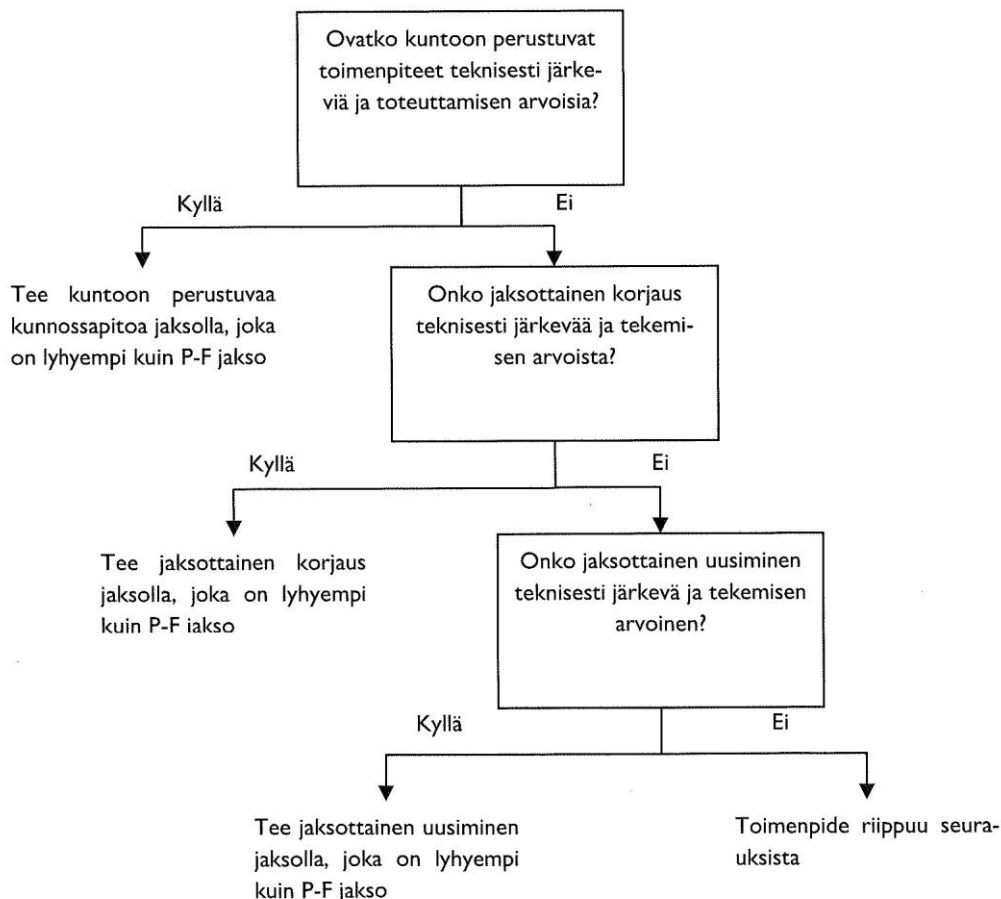 Ovatko kuntoon perustuvat
toimenpiteet teknisesti järke-
viä ja toteuttamisen arvoisia?
Kyllä
Ei
Tee kuntoon perustuvaa
kunnossapitoa jaksolla, joka
on lyhyempi kuin P-F jakso
Onko jaksottainen korjaus
teknisesti järkevää ja tekemi-
sen arvoista?
Kyllä
Ei
Tee jaksottainen korjaus
jaksolla, joka on lyhyempi
kuin P-F iakso
Onko jaksottainen uusiminen
teknisesti järkevä ja tekemisen
arvoinen?
Kyllä
Ei
Tee jaksottainen uusiminen
jaksolla, joka on lyhyempi
kuin P-F jakso
Toimenpide riippuu seura-
uksista